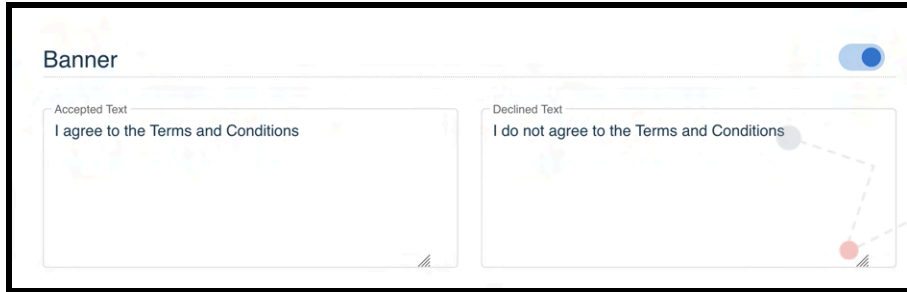 Banner
Accepted Text
I agree to the Terms and Conditions
Declined Text
I do not agree to the Terms and Conditions